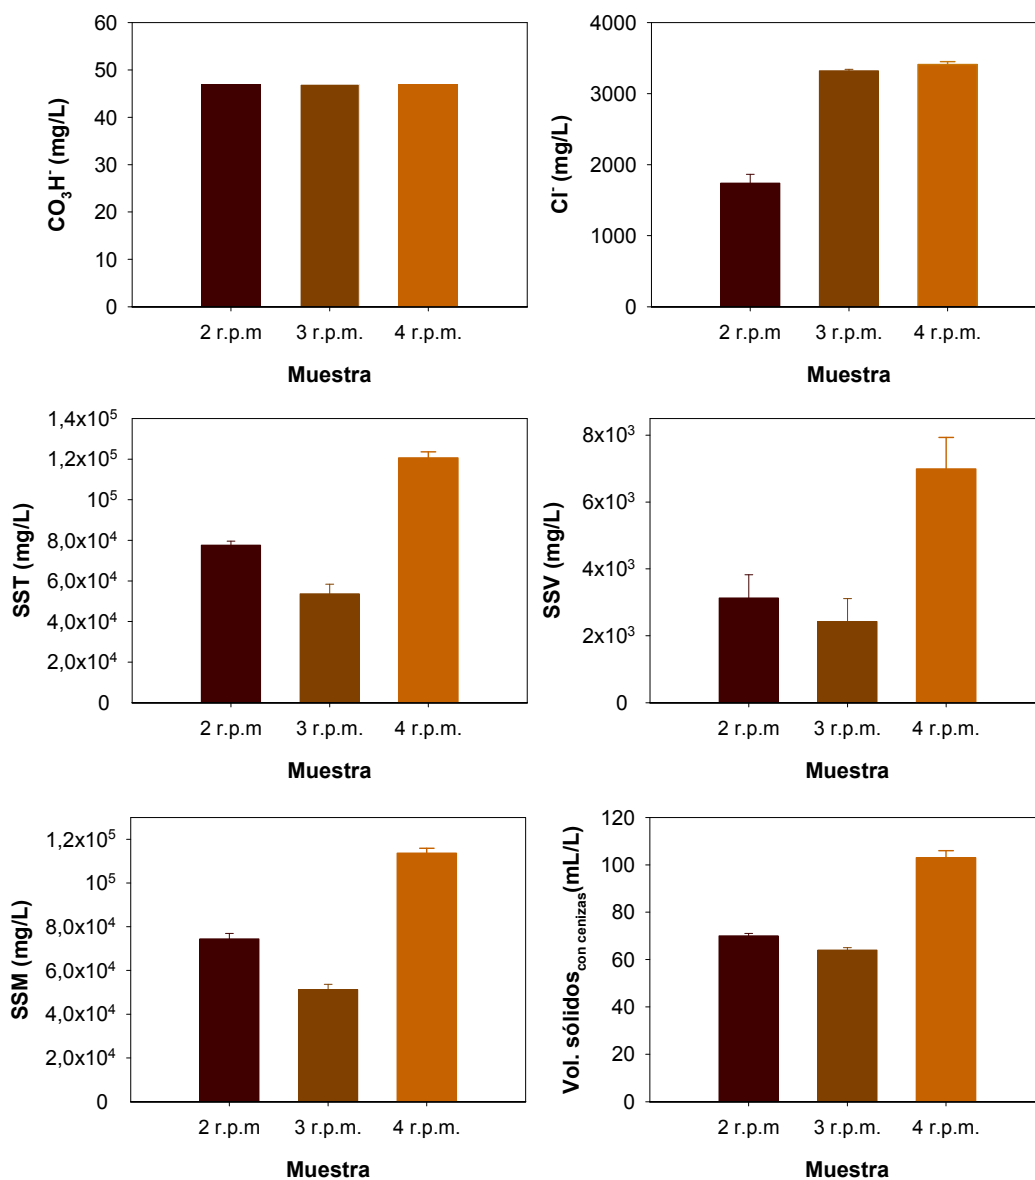 60
50
40
30
20
10
0
CO₃H⁻ (mg/L)
2 r.p.m 3 r.p.m. 4 r.p.m.
Muestra
4000
3000
2000
1000
0
Cl⁻ (mg/L)
2 r.p.m. 3 r.p.m. 4 r.p.m.
Muestra
1,4x10⁵
1,2x10⁵
10⁵
8,0x10⁴
6,0x10⁴
4,0x10⁴
2,0x10⁴
0
SST (mg/L)
2 r.p.m 3 r.p.m. 4 r.p.m.
Muestra
8x10³
6x10³
4x10³
2x10³
0
SSV (mg/L)
2 r.p.m. 3 r.p.m. 4 r.p.m.
Muestra
1,2x10⁵
10⁵
8,0x10⁴
6,0x10⁴
4,0x10⁴
2,0x10⁴
0
SSM (mg/L)
2 r.p.m 3 r.p.m. 4 r.p.m.
Muestra
120
100
80
60
40
20
0
Vol. sólidos con cenizas(mL/L)
2 r.p.m. 3 r.p.m. 4 r.p.m.
Muestra